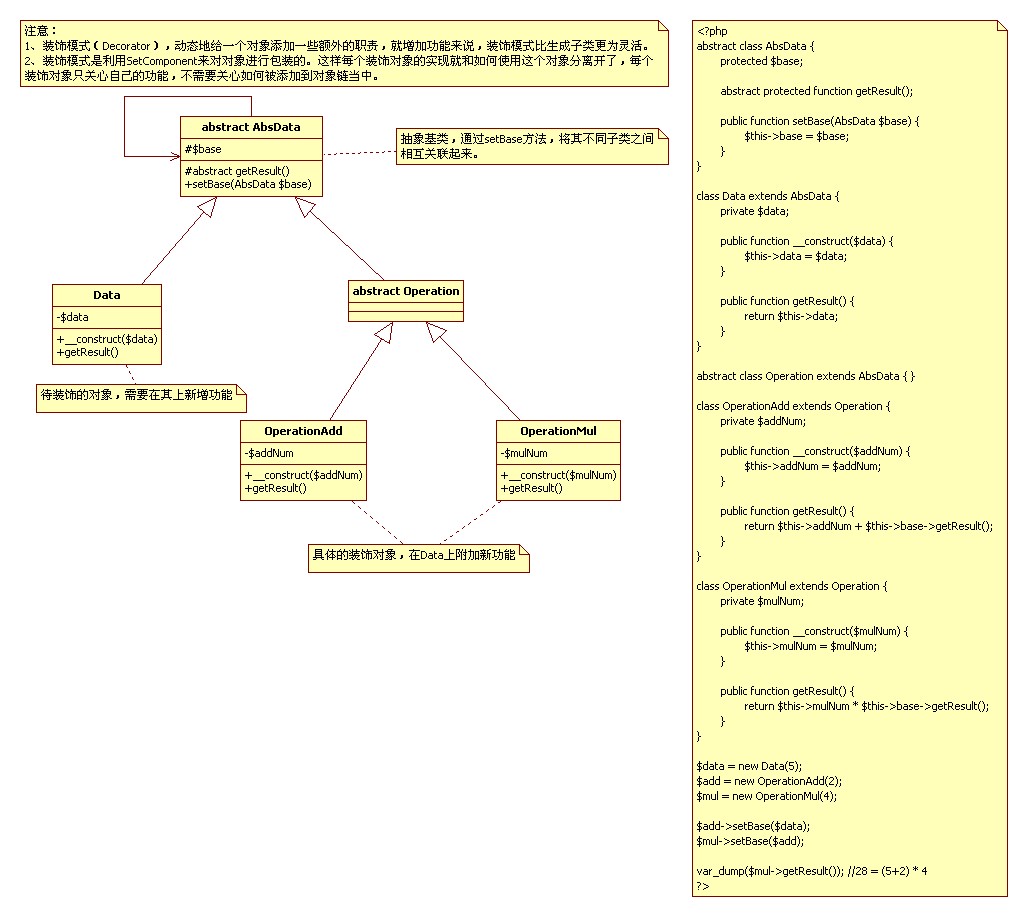 注意：
1、装饰模式（Decorator），动态地给一个对象添加一些额外的职责，就增加功能来说，装饰模式比生成子类更为灵活。
2、装饰模式是利用SetComponent来对对象进行包装的。这样每个装饰对象的实现就和如何使用这个对象分离开了，每个
装饰对象只关心自己的功能，不需要关心如何被添加到对象链当中。
abstract AbsData
#$base
#abstract getResult()
+setBase(AbsData $base)
抽象基类，通过setBase方法，将其不同子类之间
相互关联起来。
Data
-$data
+__construct($data)
+getResult()
abstract Operation
待装饰的对象，需要在其上新增功能
OperationAdd
-$addNum
+__construct($addNum)
+getResult()
OperationMul
-$mulNum
+__construct($mulNum)
+getResult()
具体的装饰对象，在Data上附加新功能
<?php
abstract class AbsData {
protected $base;
abstract protected function getResult();
public function setBase(AbsData $base) {
$this->base = $base;
}
}
class Data extends AbsData {
private $data;
public function __construct($data) {
$this->data = $data;
}
public function getResult() {
return $this->data;
}
}
abstract class Operation extends AbsData { }
class OperationAdd extends Operation {
private $addNum;
public function __construct($addNum) {
$this->addNum = $addNum;
}
public function getResult() {
return $this->addNum + $this->base->getResult();
}
}
class OperationMul extends Operation {
private $mulNum;
public function __construct($mulNum) {
$this->mulNum = $mulNum;
}
public function getResult() {
return $this->mulNum * $this->base->getResult();
}
}
$data = new Data(5);
$add = new OperationAdd(2);
$mul = new OperationMul(4);
$add->setBase($data);
$mul->setBase($add);
var_dump($mul->getResult()); //28 = (5+2) * 4
?>